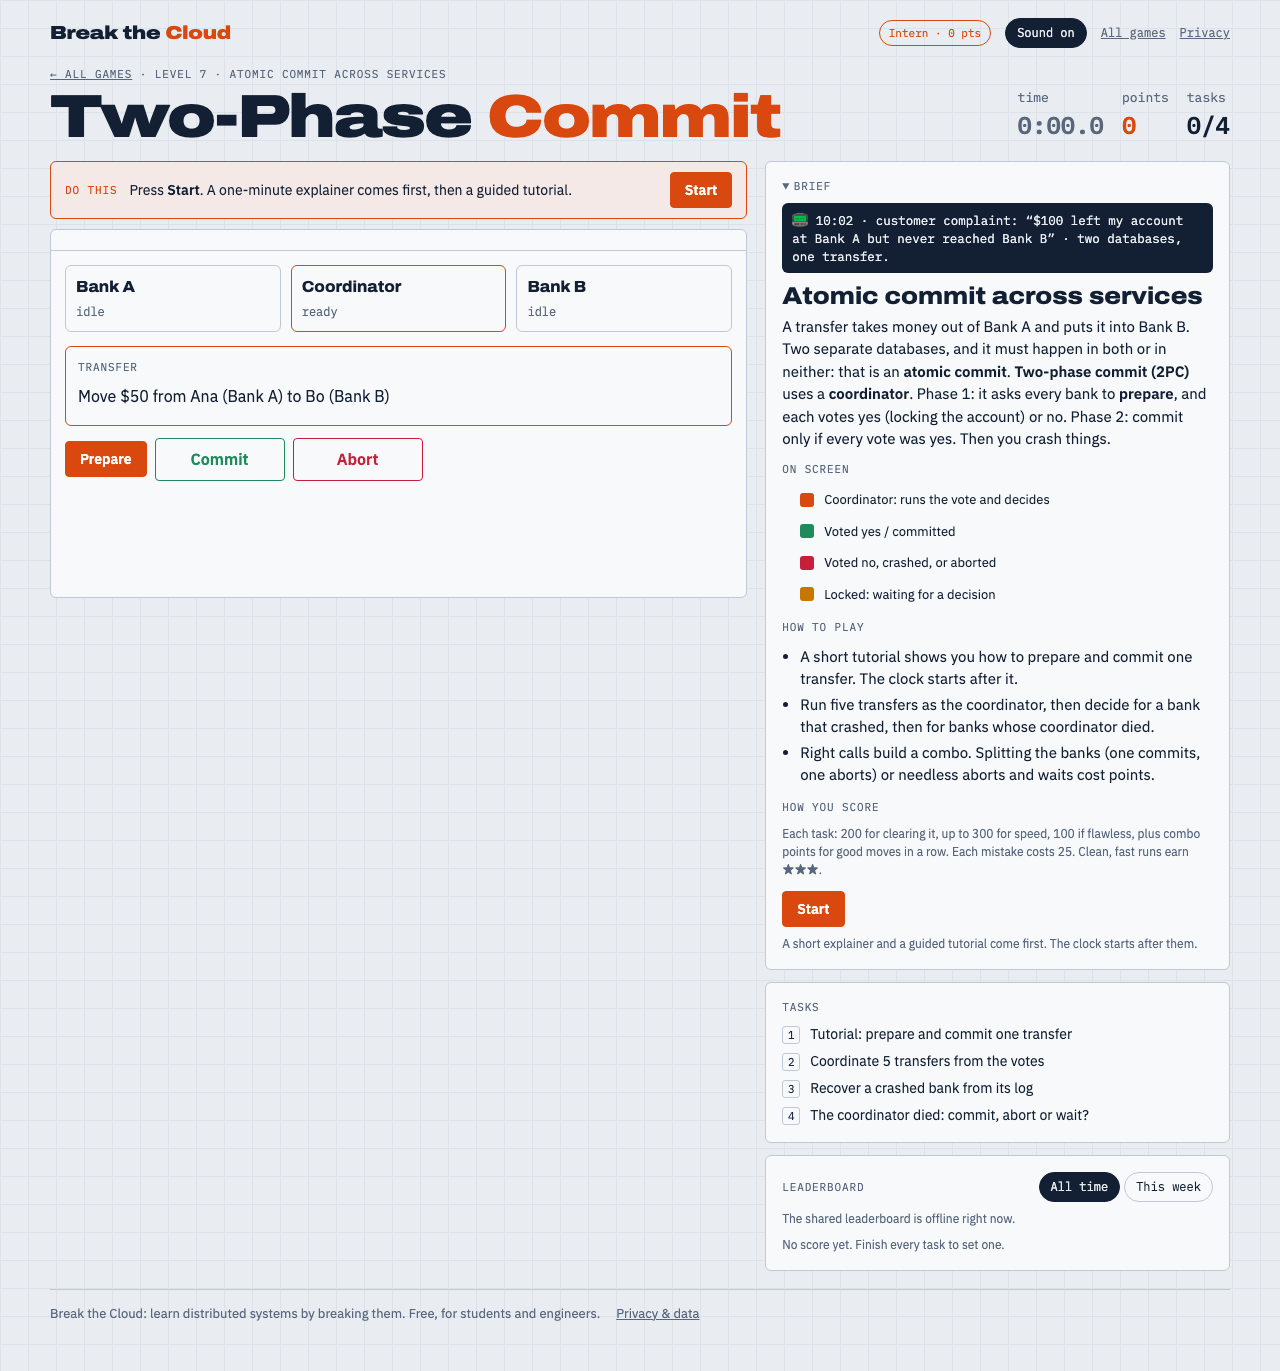 Break the Cloud
Intern · 0 pts
Sound on
All games
Privacy
← ALL GAMES · LEVEL 7 · ATOMIC COMMIT ACROSS SERVICES
Two-Phase Commit
time
0:00.0
points
0
tasks
0/4
DO THIS Press Start. A one-minute explainer comes first, then a guided tutorial.
Start
Bank A
idle
Coordinator
ready
Bank B
idle
TRANSFER
Move $50 from Ana (Bank A) to Bo (Bank B)
Prepare
Commit
Abort
▼ BRIEF
10:02 · customer complaint: “$100 left my account
at Bank A but never reached Bank B” · two databases,
one transfer.
Atomic commit across services
A transfer takes money out of Bank A and puts it into Bank B.
Two separate databases, and it must happen in both or in
neither: that is an atomic commit. Two-phase commit (2PC)
uses a coordinator. Phase 1: it asks every bank to prepare, and
each votes yes (locking the account) or no. Phase 2: commit
only if every vote was yes. Then you crash things.
ON SCREEN
Coordinator: runs the vote and decides
Voted yes / committed
Voted no, crashed, or aborted
Locked: waiting for a decision
HOW TO PLAY
• A short tutorial shows you how to prepare and commit one
transfer. The clock starts after it.
• Run five transfers as the coordinator, then decide for a bank
that crashed, then for banks whose coordinator died.
• Right calls build a combo. Splitting the banks (one commits,
one aborts) or needless aborts and waits cost points.
HOW YOU SCORE
Each task: 200 for clearing it, up to 300 for speed, 100 if flawless, plus combo
points for good moves in a row. Each mistake costs 25. Clean, fast runs earn
★★★.
Start
A short explainer and a guided tutorial come first. The clock starts after them.
TASKS
1 Tutorial: prepare and commit one transfer
2 Coordinate 5 transfers from the votes
3 Recover a crashed bank from its log
4 The coordinator died: commit, abort or wait?
LEADERBOARD
All time
This week
The shared leaderboard is offline right now.
No score yet. Finish every task to set one.
Break the Cloud: learn distributed systems by breaking them. Free, for students and engineers.
Privacy & data